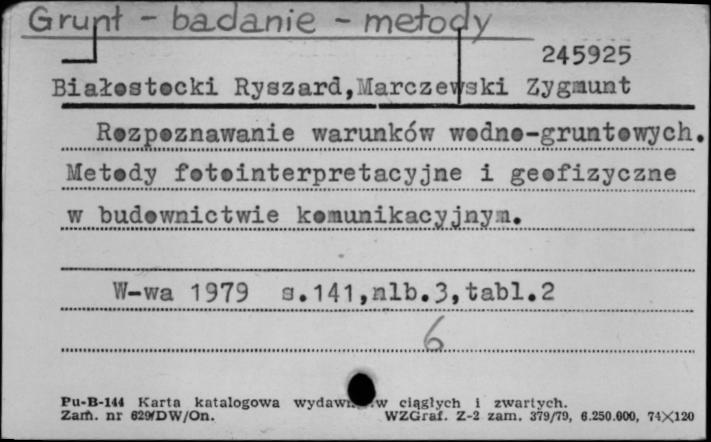 Grunt - badanie - metody
245925
Białostocki Ryszard, Marczewski Zygmunt
Rozpoznawanie warunków wodno-gruntowych.
Metody fotointerpretacyjne i geofizyczne
w budownictwie komunikacyjnym.
W-wa 1979 s.141,nlb.3,tabl.2
6
Pu-B-144 Karta katalogowa w ciągłych i zwartych.
Zam. nr 629/DW/On. WZGraf. Z-2 zam. 379/79, 6.250.000, 74×120